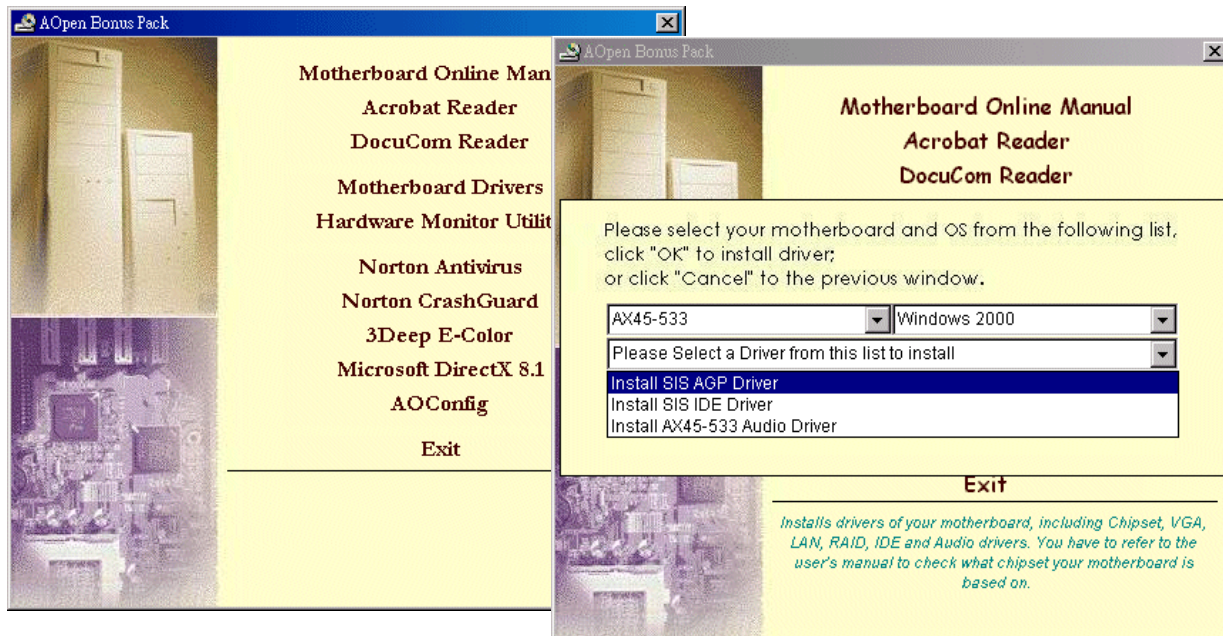 AOpen Bonus Pack
Motherboard Online Man
Acrobat Reader
DocuCom Reader
Motherboard Drivers
Hardware Monitor Utilit
Norton Antivirus
Norton CrashGuard
3Deep E-Color
Microsoft DirectX 8.1
AOConfig
Exit
AOpen Bonus Pack
Motherboard Online Manual
Acrobat Reader
DocuCom Reader
Please select your motherboard and OS from the following list,
click "OK" to install driver;
or click "Cancel" to the previous window.
AX45-533 Windows 2000
Please Select a Driver from this list to install
Install SIS AGP Driver
Install SIS IDE Driver
Install AX45-533 Audio Driver
Exit
Installs drivers of your motherboard, including Chipset, VGA,
LAN, RAID, IDE and Audio drivers. You have to refer to the
user's manual to check what chipset your motherboard is
based on.